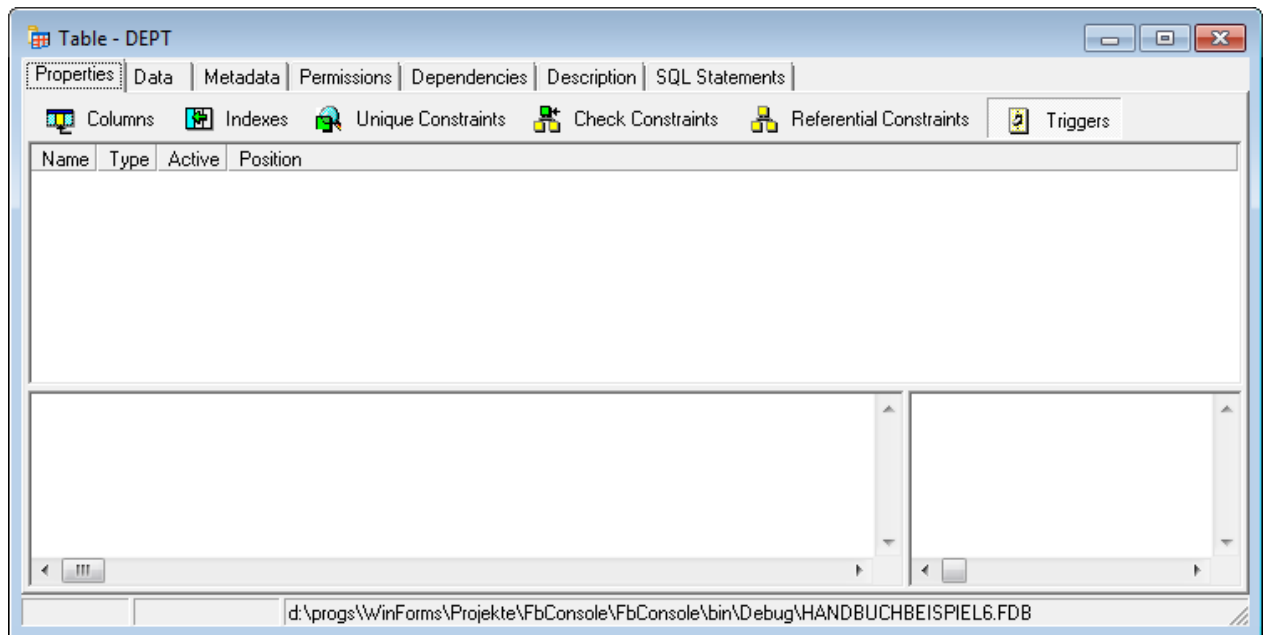 Table - DEPT
Properties Data Metadata Permissions Dependencies Description SQL Statements
Columns Indexes Unique Constraints Check Constraints Referential Constraints Triggers
Name Type Active Position
d:\progs\WinForms\Projekte\FbConsole\FbConsole\bin\Debug\HANDBUCHBEISPIEL6.FDB